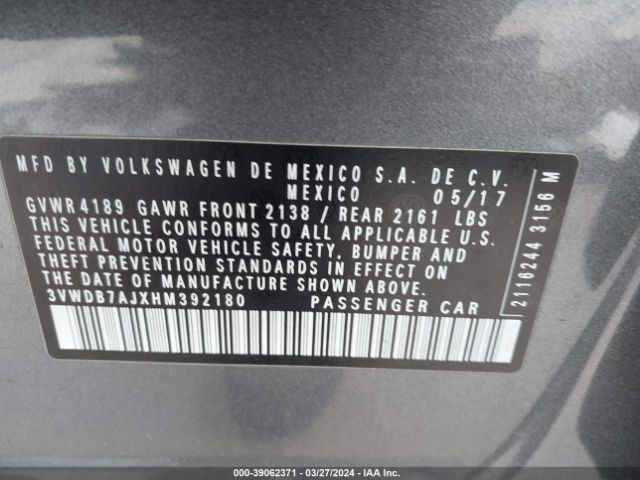 MFD BY VOLKSWAGEN DE MEXICO S.A. DE C.V.
MEXICO 05/17
GVWR 4189 GAWR FRONT 2138 / REAR 2161 LBS
THIS VEHICLE CONFORMS TO ALL APPLICABLE U.S.
FEDERAL MOTOR VEHICLE SAFETY, BUMPER AND
THEFT PREVENTION STANDARDS IN EFFECT ON
THE DATE OF MANUFACTURE SHOWN ABOVE.
3VWDB7AJXHM392180 PASSENGER CAR
2116244 3156 M
000-39062371 | 03/27/2024 | IAAI.COM